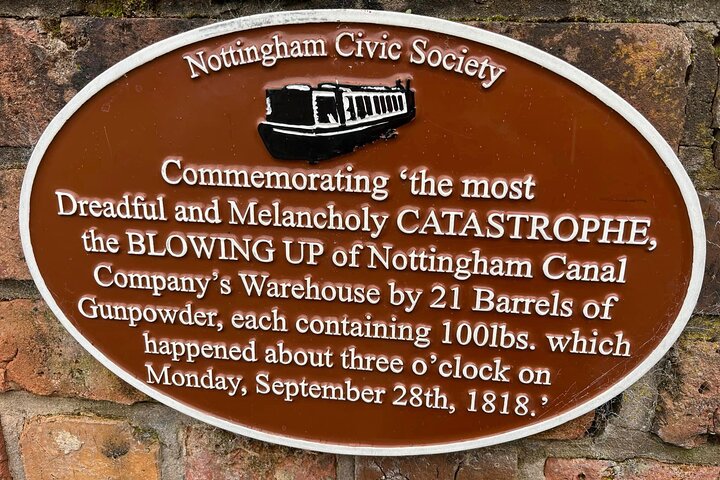 Nottingham Civic Society
Commemorating ‘the most
Dreadful and Melancholy CATASTROPHE,
the BLOWING UP of Nottingham Canal
Company’s Warehouse by 21 Barrels of
Gunpowder, each containing 100lbs. which
happened about three o’clock on
Monday, September 28th, 1818.’